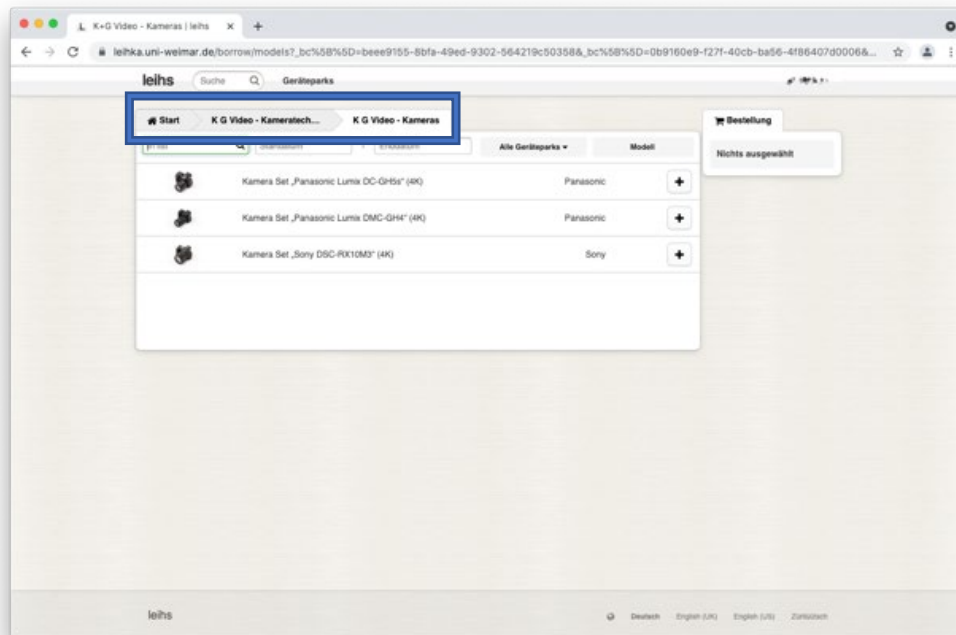 K+G Video - Kameras | leihs
leihka.uni-weimar.de/borrow/models?_bc%5B%5D=beee9155-8bfa-49ed-9302-564219c50358&_bc%5B%5D=0b9160e9-f27f-40cb-ba56-4f86407d0006&...
leihs Suche Geräteparks
Start K G Video - Kameratech... K G Video - Kameras
Bestellung
Alle Geräteparks Modell
Nichts ausgewählt
Kamera Set „Panasonic Lumix DC-GH5s" (4K) Panasonic
Kamera Set „Panasonic Lumix DMC-GH4" (4K) Panasonic
Kamera Set „Sony DSC-RX10M3" (4K) Sony
leihs Deutsch English (UK) English (US) Züritüütsch